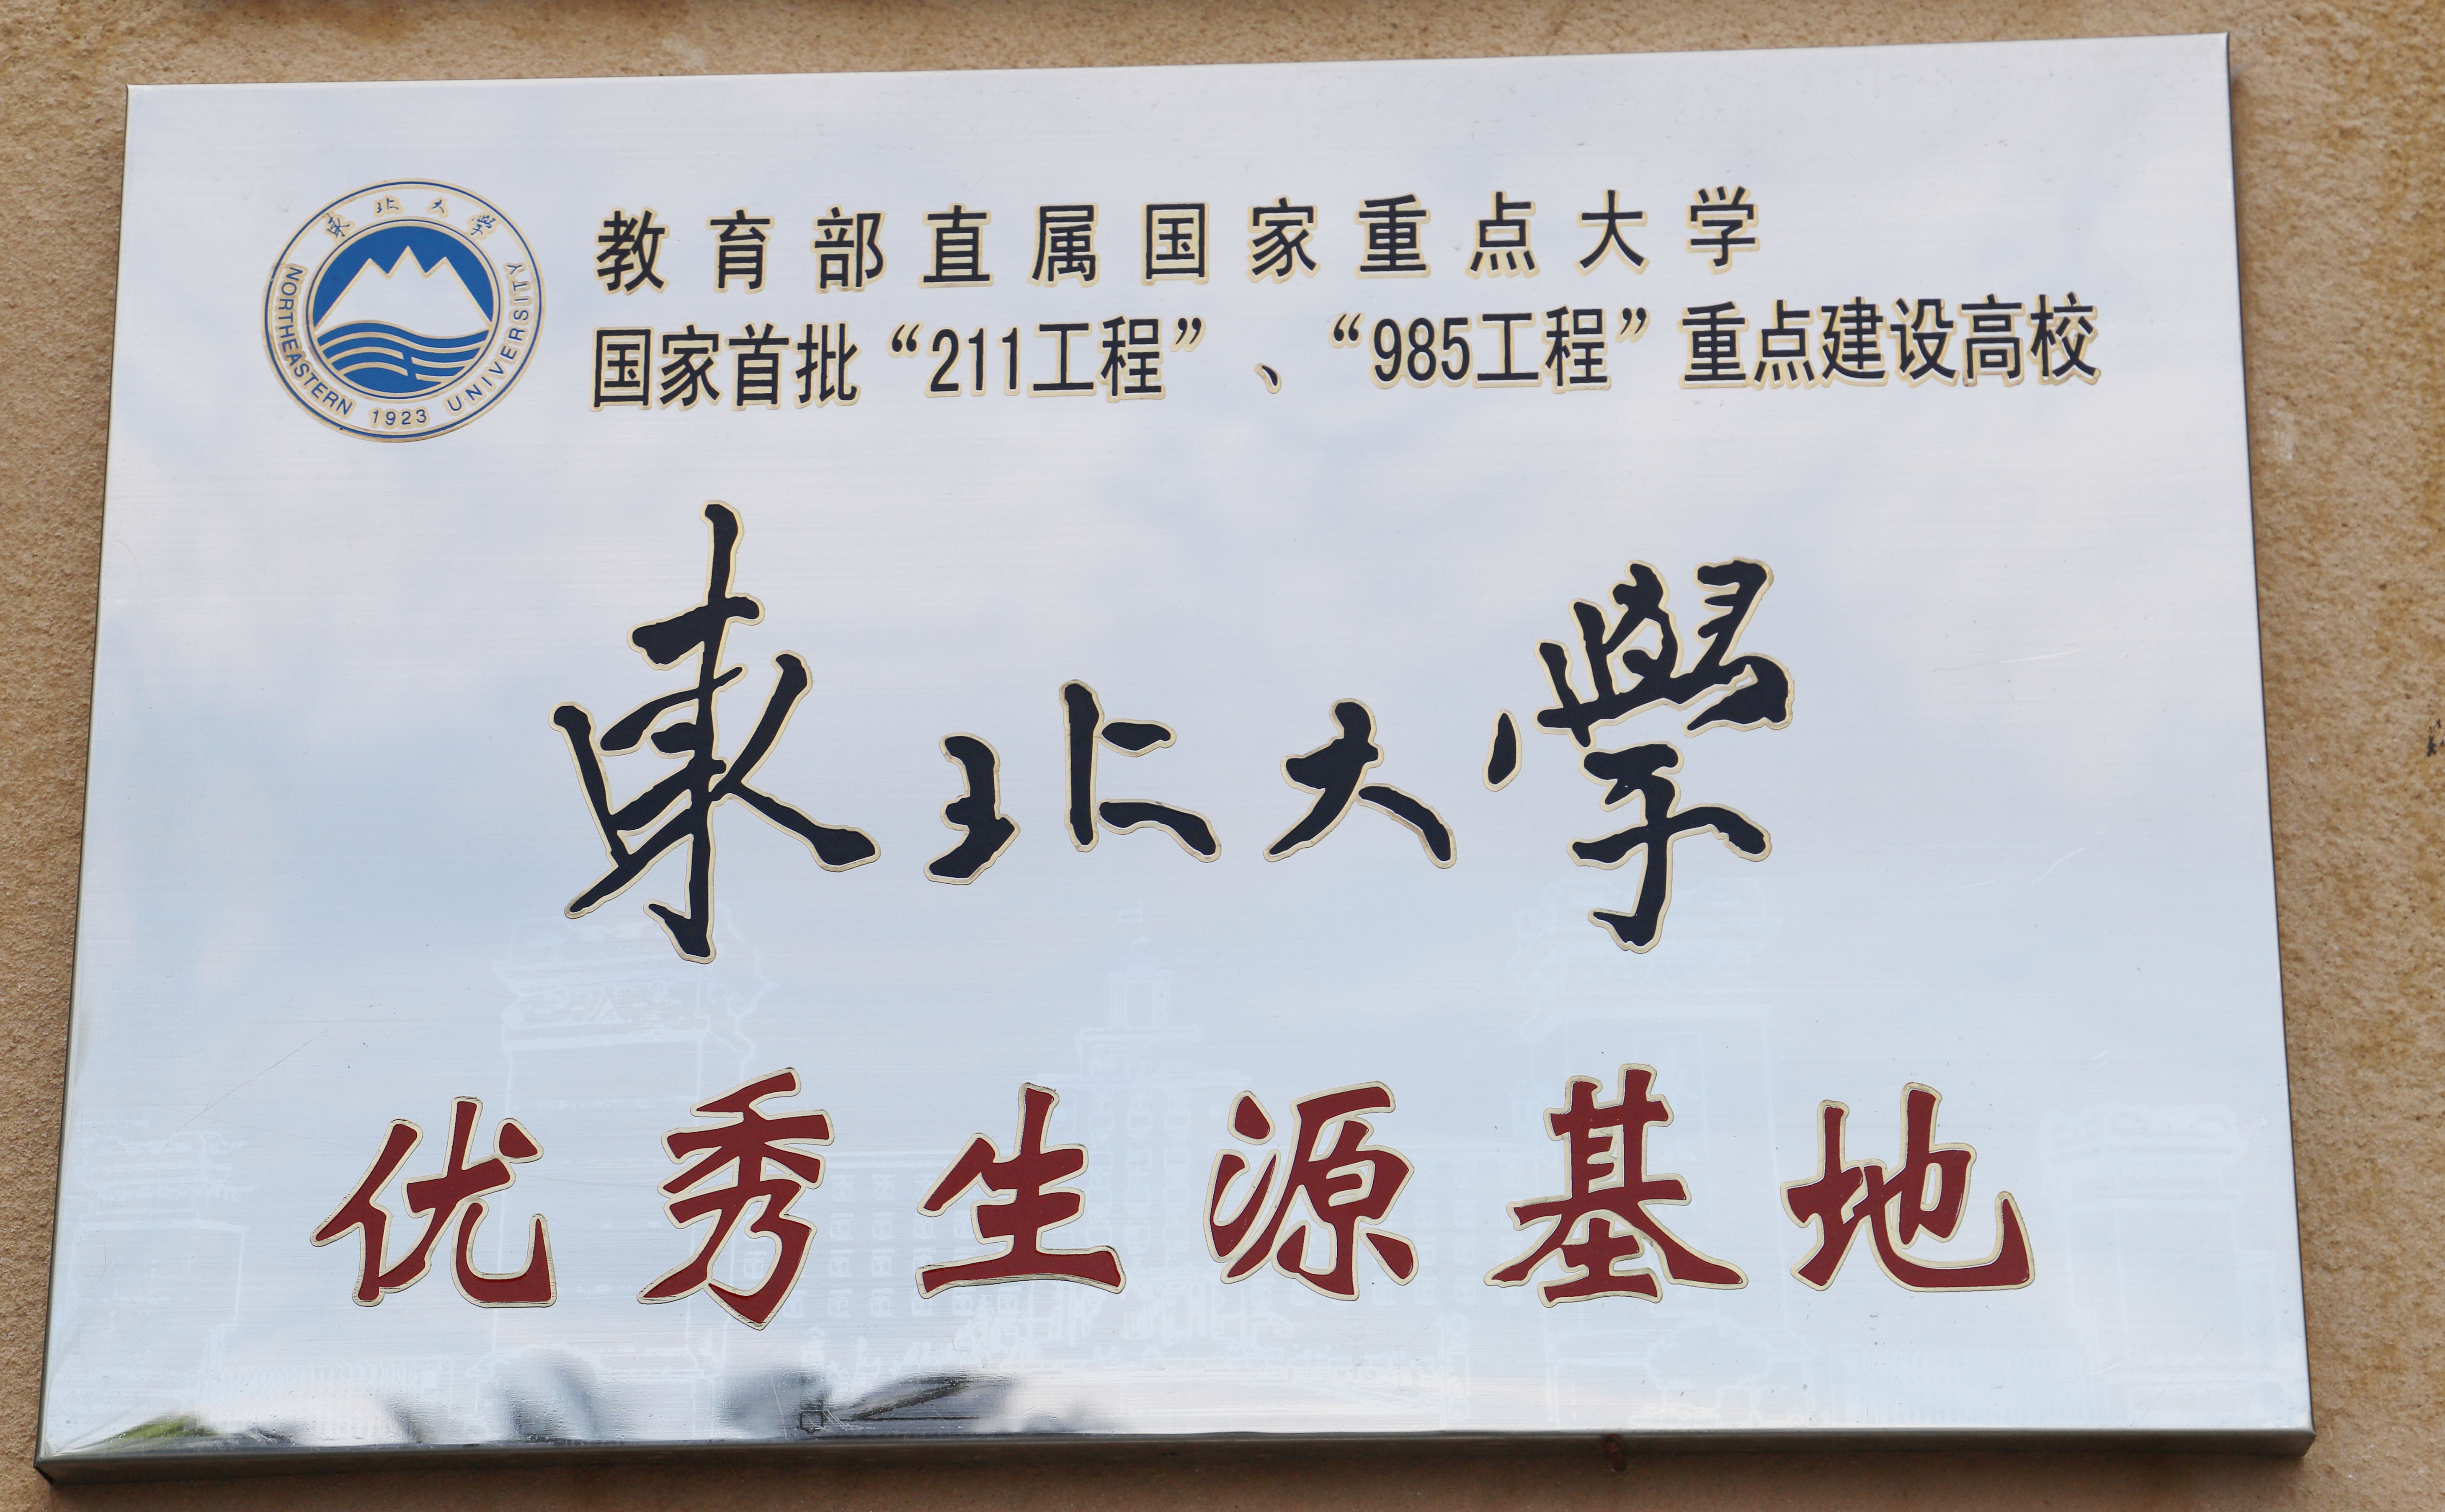 東北大學
NORTHEASTERN 1923 UNIVERSITY
教育部直属国家重点大学
国家首批“211工程”、“985工程”重点建设高校
東北大學
优秀生源基地